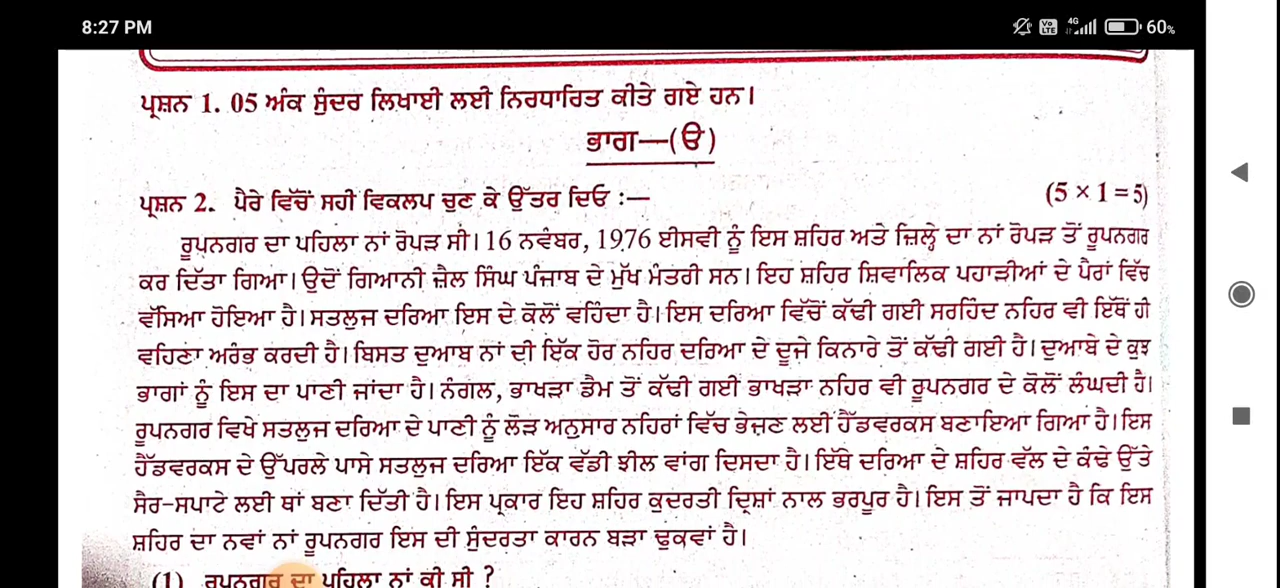 8:27 PM
Vo LTE 4G 60%
ਪ੍ਰਸ਼ਨ 1. 05 ਅੰਕ ਸੁੰਦਰ ਲਿਖਾਈ ਲਈ ਨਿਰਧਾਰਿਤ ਕੀਤੇ ਗਏ ਹਨ।
ਭਾਗ—(ੳ)
ਪ੍ਰਸ਼ਨ 2. ਪੈਰੇ ਵਿੱਚੋਂ ਸਹੀ ਵਿਕਲਪ ਚੁਣ ਕੇ ਉੱਤਰ ਦਿਓ :— (5 × 1 = 5)
ਰੂਪਨਗਰ ਦਾ ਪਹਿਲਾ ਨਾਂ ਰੋਪੜ ਸੀ। 16 ਨਵੰਬਰ, 1976 ਈਸਵੀ ਨੂੰ ਇਸ ਸ਼ਹਿਰ ਅਤੇ ਜ਼ਿਲ੍ਹੇ ਦਾ ਨਾਂ ਰੋਪੜ ਤੋਂ ਰੂਪਨਗਰ
ਕਰ ਦਿੱਤਾ ਗਿਆ। ਉਦੋਂ ਗਿਆਨੀ ਜ਼ੈਲ ਸਿੰਘ ਪੰਜਾਬ ਦੇ ਮੁੱਖ ਮੰਤਰੀ ਸਨ। ਇਹ ਸ਼ਹਿਰ ਸ਼ਿਵਾਲਿਕ ਪਹਾੜੀਆਂ ਦੇ ਪੈਰਾਂ ਵਿੱਚ
ਵੱਸਿਆ ਹੋਇਆ ਹੈ। ਸਤਲੁਜ ਦਰਿਆ ਇਸ ਦੇ ਕੋਲੋਂ ਵਹਿੰਦਾ ਹੈ। ਇਸ ਦਰਿਆ ਵਿੱਚੋਂ ਕੱਢੀ ਗਈ ਸਰਹਿੰਦ ਨਹਿਰ ਵੀ ਇੱਥੋਂ ਹੀ
ਵਹਿਣਾ ਅਰੰਭ ਕਰਦੀ ਹੈ। ਬਿਸਤ ਦੁਆਬ ਨਾਂ ਦੀ ਇੱਕ ਹੋਰ ਨਹਿਰ ਦਰਿਆ ਦੇ ਦੂਜੇ ਕਿਨਾਰੇ ਤੋਂ ਕੱਢੀ ਗਈ ਹੈ। ਦੁਆਬੇ ਦੇ ਕੁਝ
ਭਾਗਾਂ ਨੂੰ ਇਸ ਦਾ ਪਾਣੀ ਜਾਂਦਾ ਹੈ। ਨੰਗਲ, ਭਾਖੜਾ ਡੈਮ ਤੋਂ ਕੱਢੀ ਗਈ ਭਾਖੜਾ ਨਹਿਰ ਵੀ ਰੂਪਨਗਰ ਦੇ ਕੋਲੋਂ ਲੰਘਦੀ ਹੈ।
ਰੂਪਨਗਰ ਵਿਖੇ ਸਤਲੁਜ ਦਰਿਆ ਦੇ ਪਾਣੀ ਨੂੰ ਲੋੜ ਅਨੁਸਾਰ ਨਹਿਰਾਂ ਵਿੱਚ ਭੇਜਣ ਲਈ ਹੈੱਡਵਰਕਸ ਬਣਾਇਆ ਗਿਆ ਹੈ। ਇਸ
ਹੈੱਡਵਰਕਸ ਦੇ ਉੱਪਰਲੇ ਪਾਸੇ ਸਤਲੁਜ ਦਰਿਆ ਇੱਕ ਵੱਡੀ ਝੀਲ ਵਾਂਗ ਦਿਸਦਾ ਹੈ। ਇੱਥੇ ਦਰਿਆ ਦੇ ਸ਼ਹਿਰ ਵੱਲ ਦੇ ਕੰਢੇ ਉੱਤੇ
ਸੈਰ-ਸਪਾਟੇ ਲਈ ਥਾਂ ਬਣਾ ਦਿੱਤੀ ਹੈ। ਇਸ ਪ੍ਰਕਾਰ ਇਹ ਸ਼ਹਿਰ ਕੁਦਰਤੀ ਦ੍ਰਿਸ਼ਾਂ ਨਾਲ ਭਰਪੂਰ ਹੈ। ਇਸ ਤੋਂ ਜਾਪਦਾ ਹੈ ਕਿ ਇਸ
ਸ਼ਹਿਰ ਦਾ ਨਵਾਂ ਨਾਂ ਰੂਪਨਗਰ ਇਸ ਦੀ ਸੁੰਦਰਤਾ ਕਾਰਨ ਬੜਾ ਢੁਕਵਾਂ ਹੈ।
(1) ਰੂਪਨਗਰ ਦਾ ਪਹਿਲਾ ਨਾਂ ਕੀ ਸੀ ?